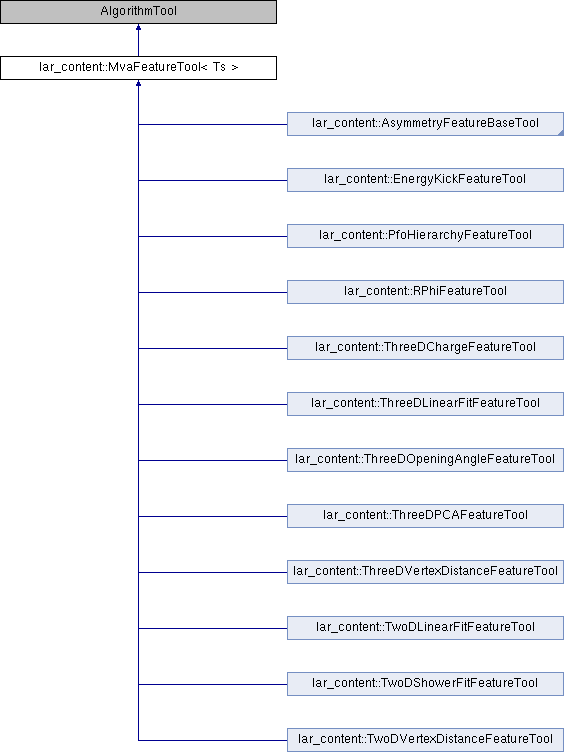 AlgorithmTool
lar_content::MvaFeatureTool< Ts >
lar_content::AsymmetryFeatureBaseTool
lar_content::EnergyKickFeatureTool
lar_content::PfoHierarchyFeatureTool
lar_content::RPhiFeatureTool
lar_content::ThreeDChargeFeatureTool
lar_content::ThreeDLinearFitFeatureTool
lar_content::ThreeDOpeningAngleFeatureTool
lar_content::ThreeDPCAFeatureTool
lar_content::ThreeDVertexDistanceFeatureTool
lar_content::TwoDLinearFitFeatureTool
lar_content::TwoDShowerFitFeatureTool
lar_content::TwoDVertexDistanceFeatureTool